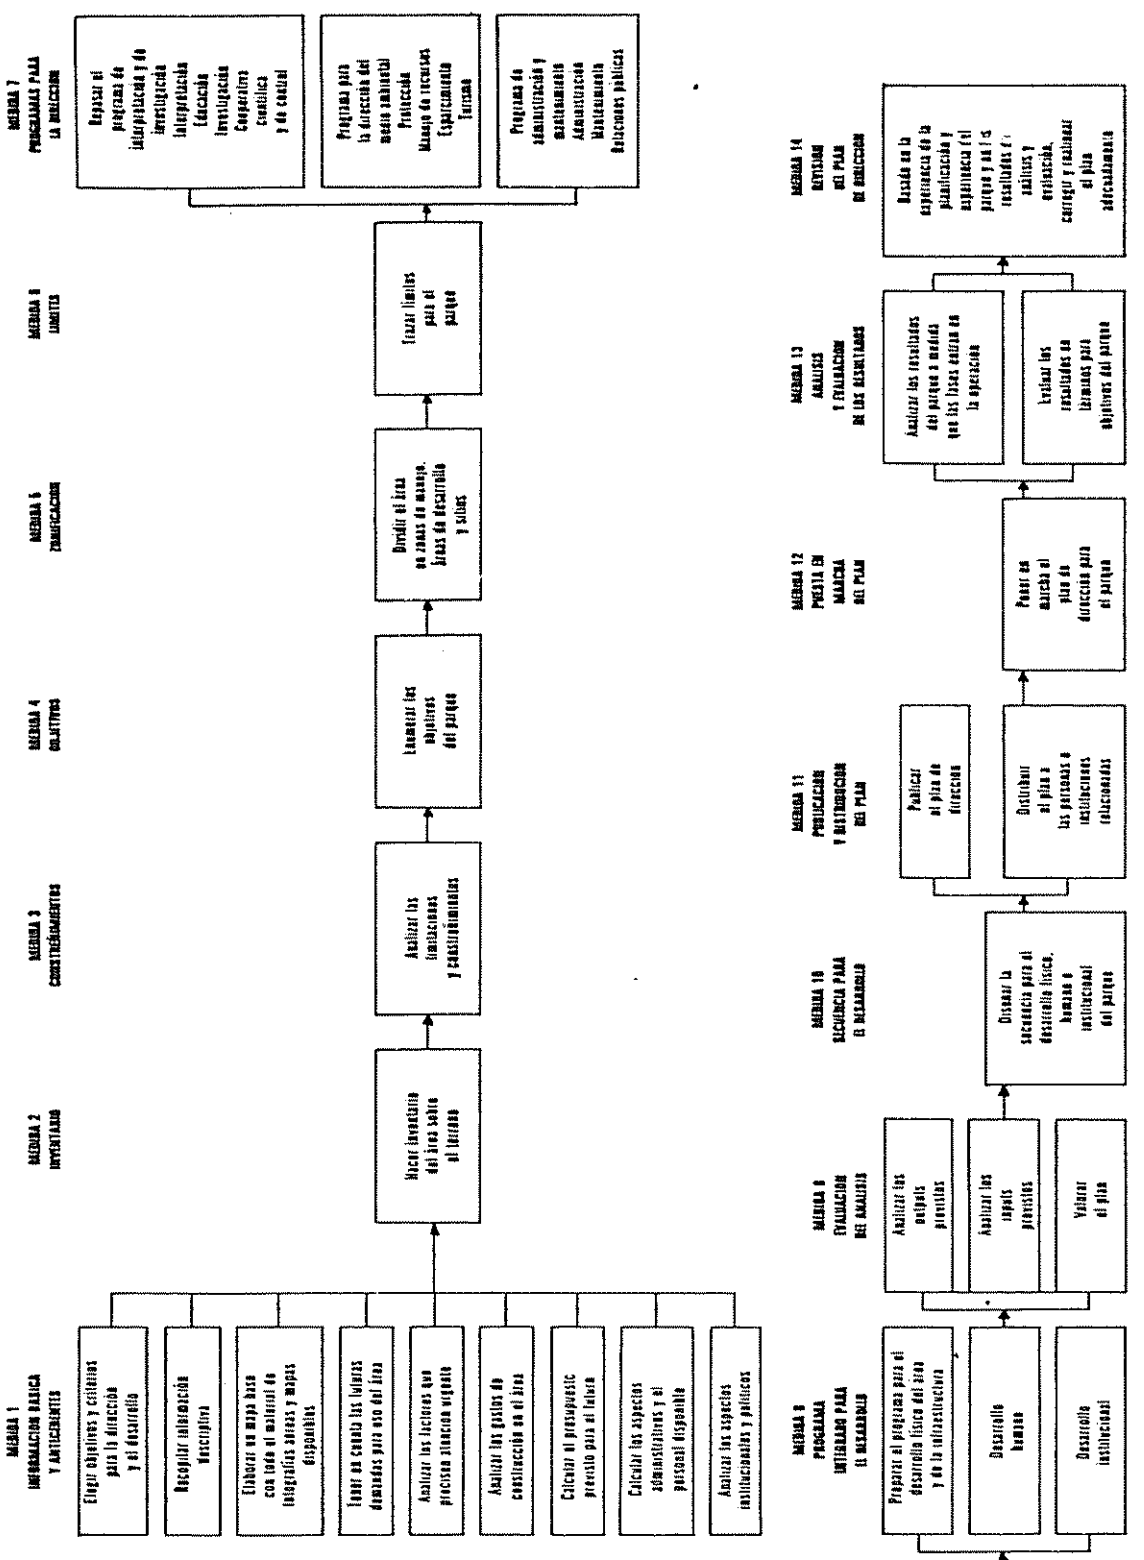 MEDIDA 1
INFORMACION BASICA
Y ANTECEDENTES
Elegir objetivos y criterios
para la dirección
y el desarrollo
Recopilar información
descriptiva
Elaborar un mapa base
con todo el material de
fotografías aéreas y mapas
disponibles
Tener en cuenta las futuras
demandas para uso del área
Analizar los factores que
precisen atención urgente
Analizar los gastos de
construcción en el área
Calcular el presupuesto
previsto para el futuro
Calcular los aspectos
administrativos y el
personal disponible
Analizar los aspectos
institucionales y políticos
MEDIDA 2
INVENTARIO
Hacer inventario
del área sobre
el terreno
MEDIDA 3
CONSTREÑIMIENTOS
Analizar las
limitaciones
y constreñimientos
MEDIDA 4
OBJETIVOS
Enumerar los
objetivos
del parque
MEDIDA 5
ZONIFICACION
Dividir el área
en zonas de manejo,
áreas de desarrollo
y sitios
MEDIDA 6
LIMITES
Trazar límites
para el
parque
MEDIDA 7
PROGRAMAS PARA
LA DIRECCION
Repasar el
programa de
interpretación y de
investigación
Interpretación
Educación
Investigación
Cooperativa
científica
y de control
Programa para
la dirección del
medio ambiental
Protección
Manejo de recursos
Esparcimiento
Turismo
Programa de
administración y
mantenimiento
Administración
Mantenimiento
Relaciones públicas
MEDIDA 8
PROGRAMA
INTEGRADO PARA
EL DESARROLLO
Preparar el programa para el
desarrollo físico del área
y de la infraestructura
Desarrollo
humano
Desarrollo
institucional
MEDIDA 9
EVALUACION
DEL ANALISIS
Analizar los
outputs
previstos
Analizar los
inputs
previstos
Valorar
el plan
MEDIDA 10
SECUENCIA PARA
EL DESARROLLO
Disenar la
secuencia para el
desarrollo físico,
humano e
institucional
del parque
MEDIDA 11
PUBLICACION
Y DISTRIBUCION
DEL PLAN
Publicar
el plan de
dirección
Distribuir
el plan a
las personas e
instituciones
relacionadas
MEDIDA 12
PUESTA EN
MARCHA
DEL PLAN
Poner en
marcha el
plan de
dirección para
el parque
MEDIDA 13
ANALISIS
Y EVALUACION
DE LOS RESULTADOS
Analizar los resultados
del parque a medida
que las fases entran en
la operación
Evaluar los
resultados en
términos para
objetivos del parque
MEDIDA 14
REVISION
DEL PLAN
DE DIRECCION
Basado en la
experiencia de la
planificación y
experiencia del
parque y en los
resultados de
análisis y
evaluación,
corregir y realinear
el plan
adecuadamente